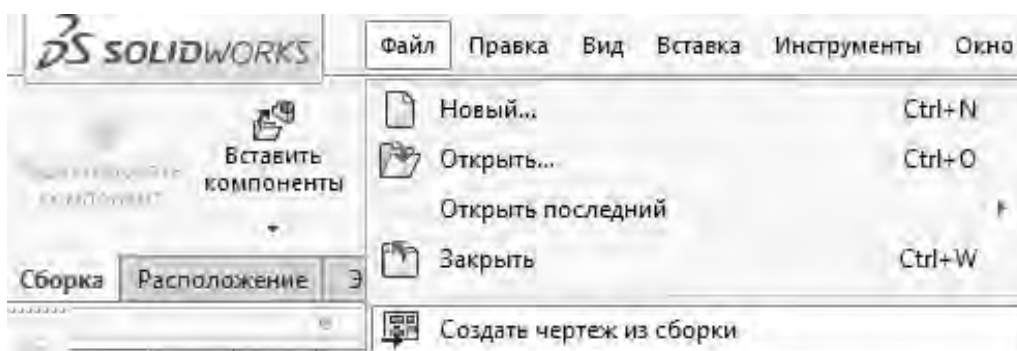 SOLIDWORKS
Файл Правка Вид Вставка Инструменты Окно
Вставить
компоненты
Сборка Расположение Э
Новый... Ctrl+N
Открыть... Ctrl+O
Открыть последний
Закрыть Ctrl+W
Создать чертеж из сборки